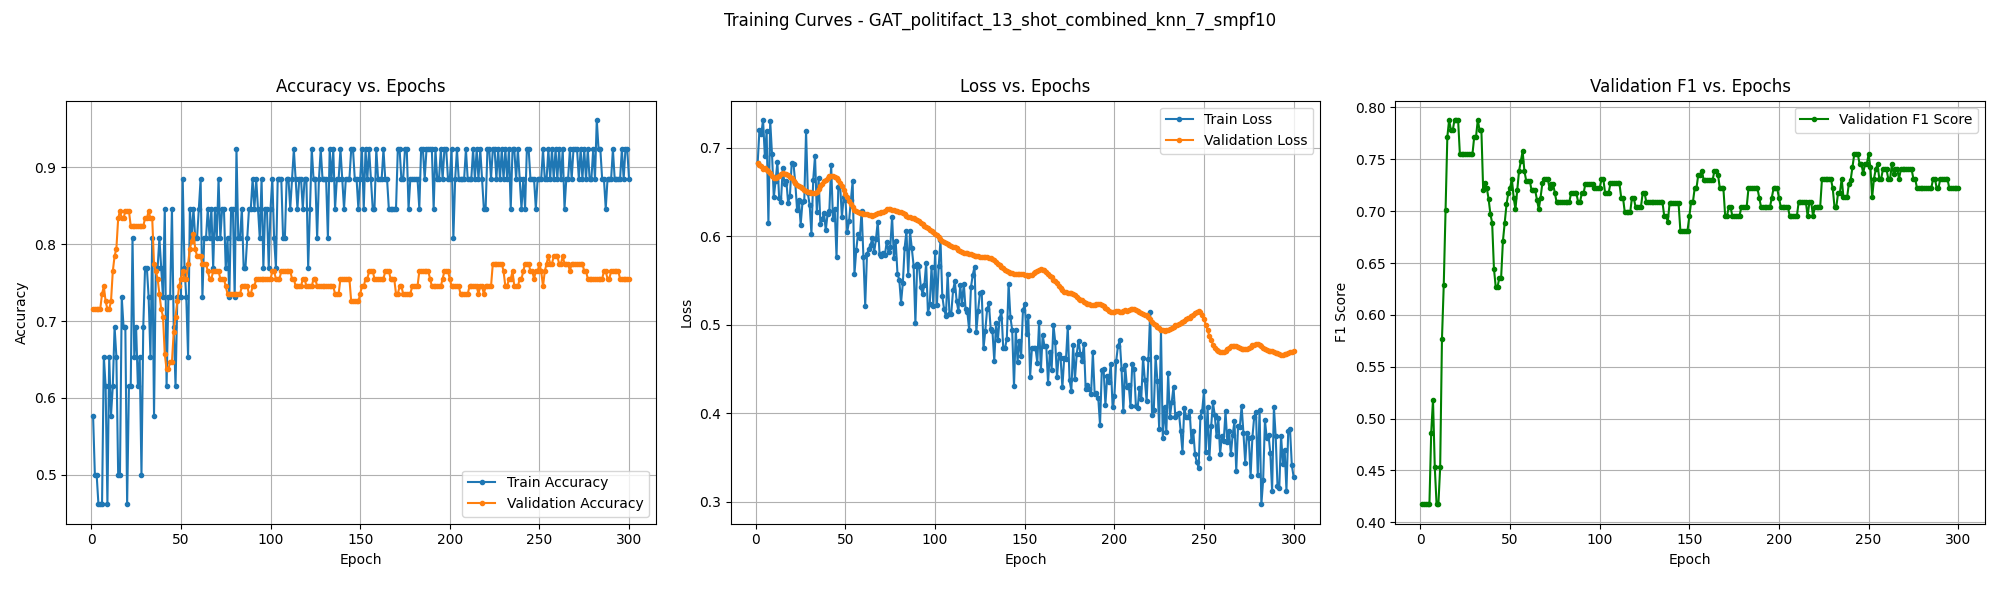 Training Curves - GAT_politifact_13_shot_combined_knn_7_smpf10
Accuracy vs. Epochs
Accuracy
0.9
0.8
0.7
0.6
0.5
0 50 100 150 200 250 300
Epoch
Train Accuracy
Validation Accuracy
Loss vs. Epochs
Loss
0.7
0.6
0.5
0.4
0.3
0 50 100 150 200 250 300
Epoch
Train Loss
Validation Loss
Validation F1 vs. Epochs
F1 Score
0.80
0.75
0.70
0.65
0.60
0.55
0.50
0.45
0.40
0 50 100 150 200 250 300
Epoch
Validation F1 Score